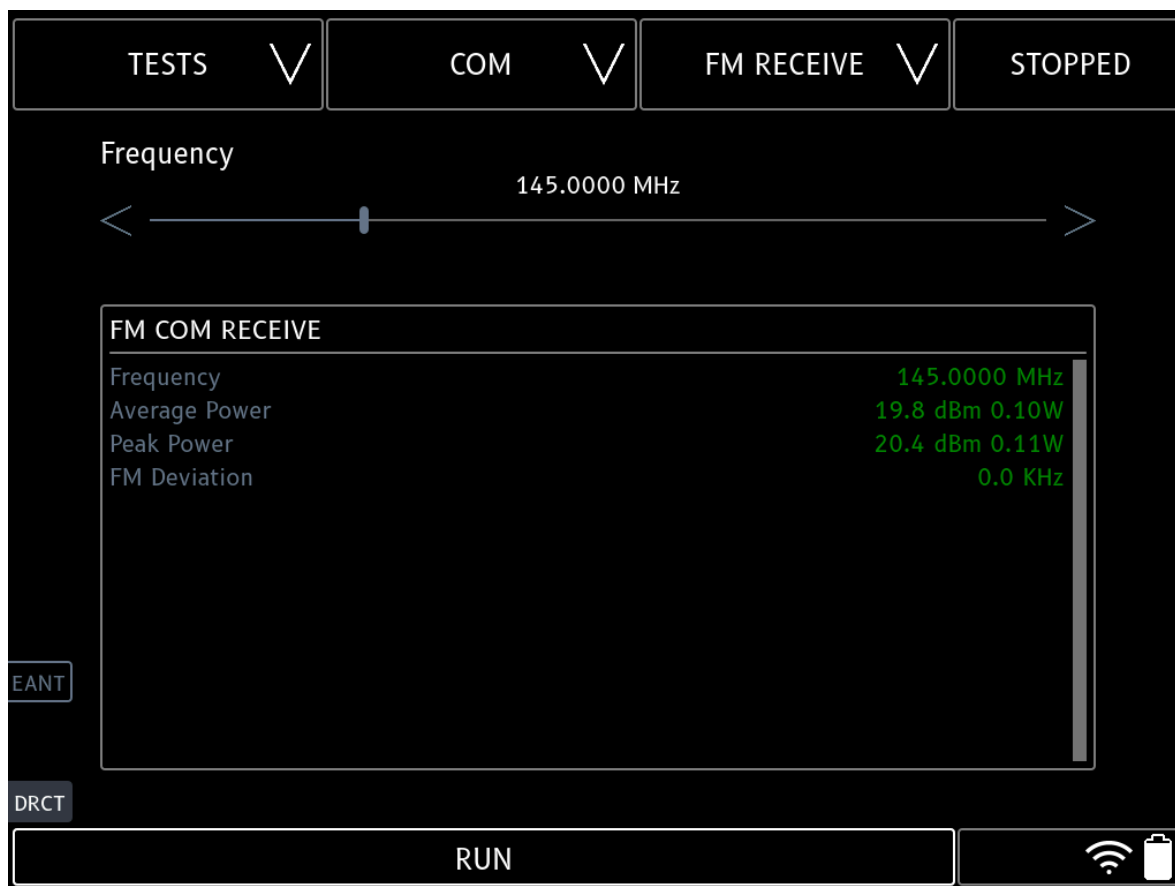 TESTS COM FM RECEIVE STOPPED
Frequency
145.0000 MHz
FM COM RECEIVE
Frequency 145.0000 MHz
Average Power 19.8 dBm 0.10W
Peak Power 20.4 dBm 0.11W
FM Deviation 0.0 KHz
EANT
DRCT
RUN